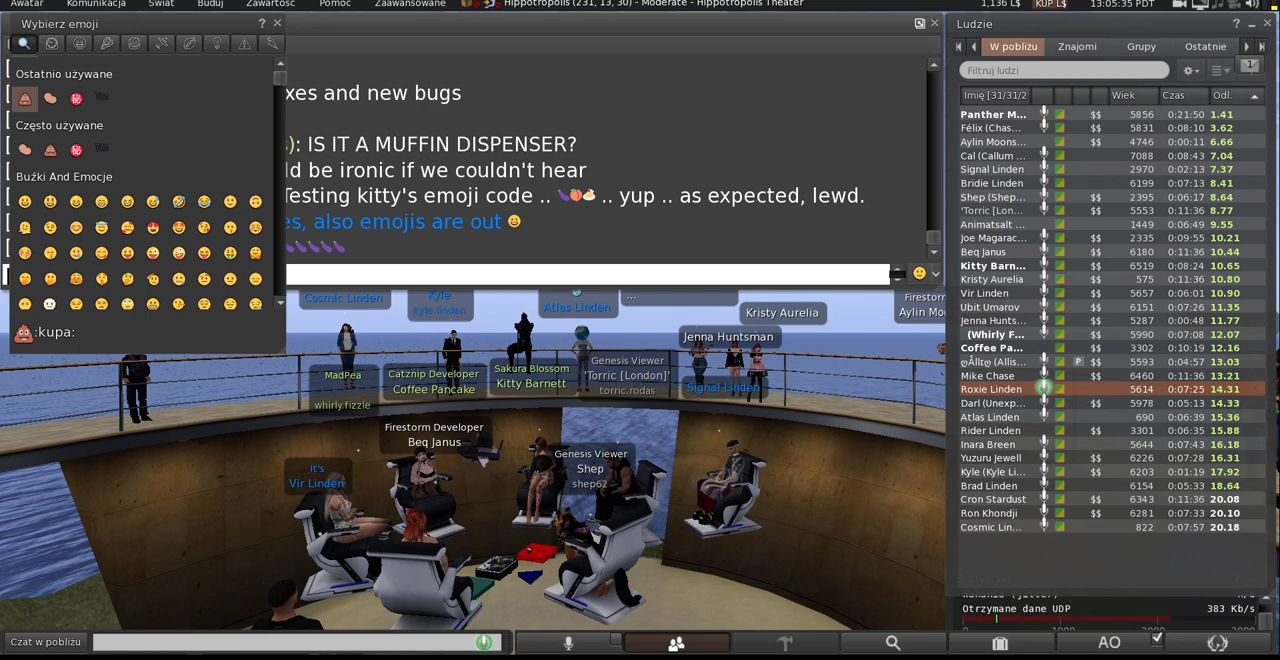 Awatar Komunikacja Świat Buduj Zawartość Pomoc Zaawansowane Hippotropolis (231, 13, 30) - Moderate - Hippotropolis Theater 1,136 L$ KUP L$ 13:05:35 PDT
Wybierz emoji ? ×
Ostatnio używane
Często używane
Buźki And Emocje
:kupa:
xes and new bugs
): IS IT A MUFFIN DISPENSER?
ld be ironic if we couldn't hear
Testing kitty's emoji code .. 🍆🍑🍨 .. yup .. as expected, lewd.
es, also emojis are out 😀
🍆🍆🍆🍆🍆
Cosmic Linden
Kyle
kyle.linden
Atlas Linden
...
Kristy Aurelia
Firestorm
Aylin Mo
Jenna Huntsman
MadPea
whirly.fizzle
Catznip Developer
Coffee Pancake
Sakura Blossom
Kitty Barnett
Genesis Viewer
'Torric [London]'
torric.rodas
Signal Linden
Firestorm Developer
Beq Janus
Genesis Viewer
Shep
shep62
It's
Vir Linden
Ludzie ? _ ×
W pobliżu Znajomi Grupy Ostatnie
1
Filtruj ludzi
Imię [31/31/2 Wiek Czas Odl.
Panther M... $$ 5856 0:21:50 1.41
Félix (Chas... $$ 5831 0:08:10 3.62
Aylin Moons... $$ 4746 0:00:11 6.66
Cal (Callum ... 7088 0:08:43 7.04
Signal Linden 2970 0:02:13 7.37
Bridie Linden 6199 0:07:13 8.41
Shep (Shep... $$ 2395 0:06:17 8.64
'Torric [Lon... $$ 5553 0:11:36 8.77
Animatsalt ... 1449 0:06:49 9.55
Joe Magarac... $$ 2335 0:09:55 10.21
Beq Janus $$ 6180 0:11:36 10.44
Kitty Barn... $$ 6519 0:08:24 10.65
Kristy Aurelia 575 0:11:36 10.80
Vir Linden 5657 0:06:01 10.90
Ubit Umarov $$ 6151 0:07:26 11.35
Jenna Hunts... $$ 5287 0:00:48 11.77
(Whirly F... $$ 5990 0:07:08 12.07
Coffee Pa... $$ 3302 0:10:19 12.16
P $$ 5593 0:04:57 13.03
Mike Chase $$ 6460 0:11:36 13.21
Roxie Linden 5614 0:07:25 14.31
Darl (Unexp... $$ 5978 0:05:13 14.33
Atlas Linden 690 0:06:39 15.36
Rider Linden $$ 3301 0:06:35 15.88
Inara Breen 5644 0:07:43 16.18
Yuzuru Jewell $$ 6226 0:07:28 16.31
Kyle (Kyle Li... $$ 6203 0:01:19 17.92
Brad Linden 6154 0:05:33 18.64
Cron Stardust $$ 6343 0:11:36 20.08
Ron Khondji $$ 6281 0:07:33 20.10
Cosmic Lin... 822 0:07:57 20.18
Otrzymane dane UDP 383 Kb/s
Czat w pobliżu
AO